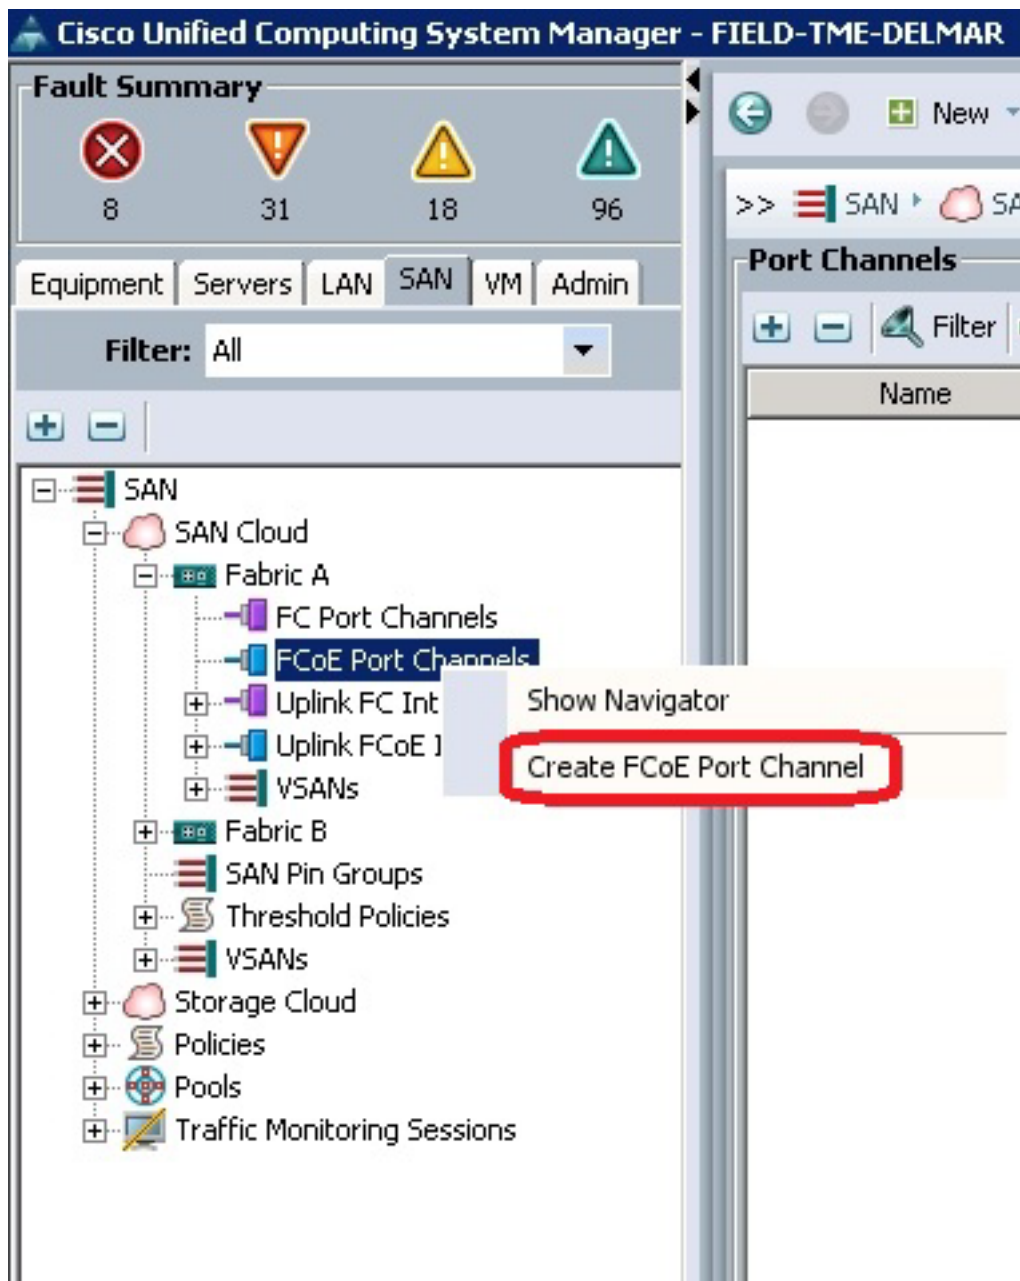 Cisco Unified Computing System Manager - FIELD-TME-DELMAR
Fault Summary
8 31 18 96
New
>> SAN SA
Equipment Servers LAN SAN VM Admin
Filter: All
Port Channels
Filter
Name
SAN
SAN Cloud
Fabric A
FC Port Channels
FCoE Port Channels
Uplink FC Int
Uplink FCoE I
VSANs
Show Navigator
Create FCoE Port Channel
Fabric B
SAN Pin Groups
Threshold Policies
VSANs
Storage Cloud
Policies
Pools
Traffic Monitoring Sessions